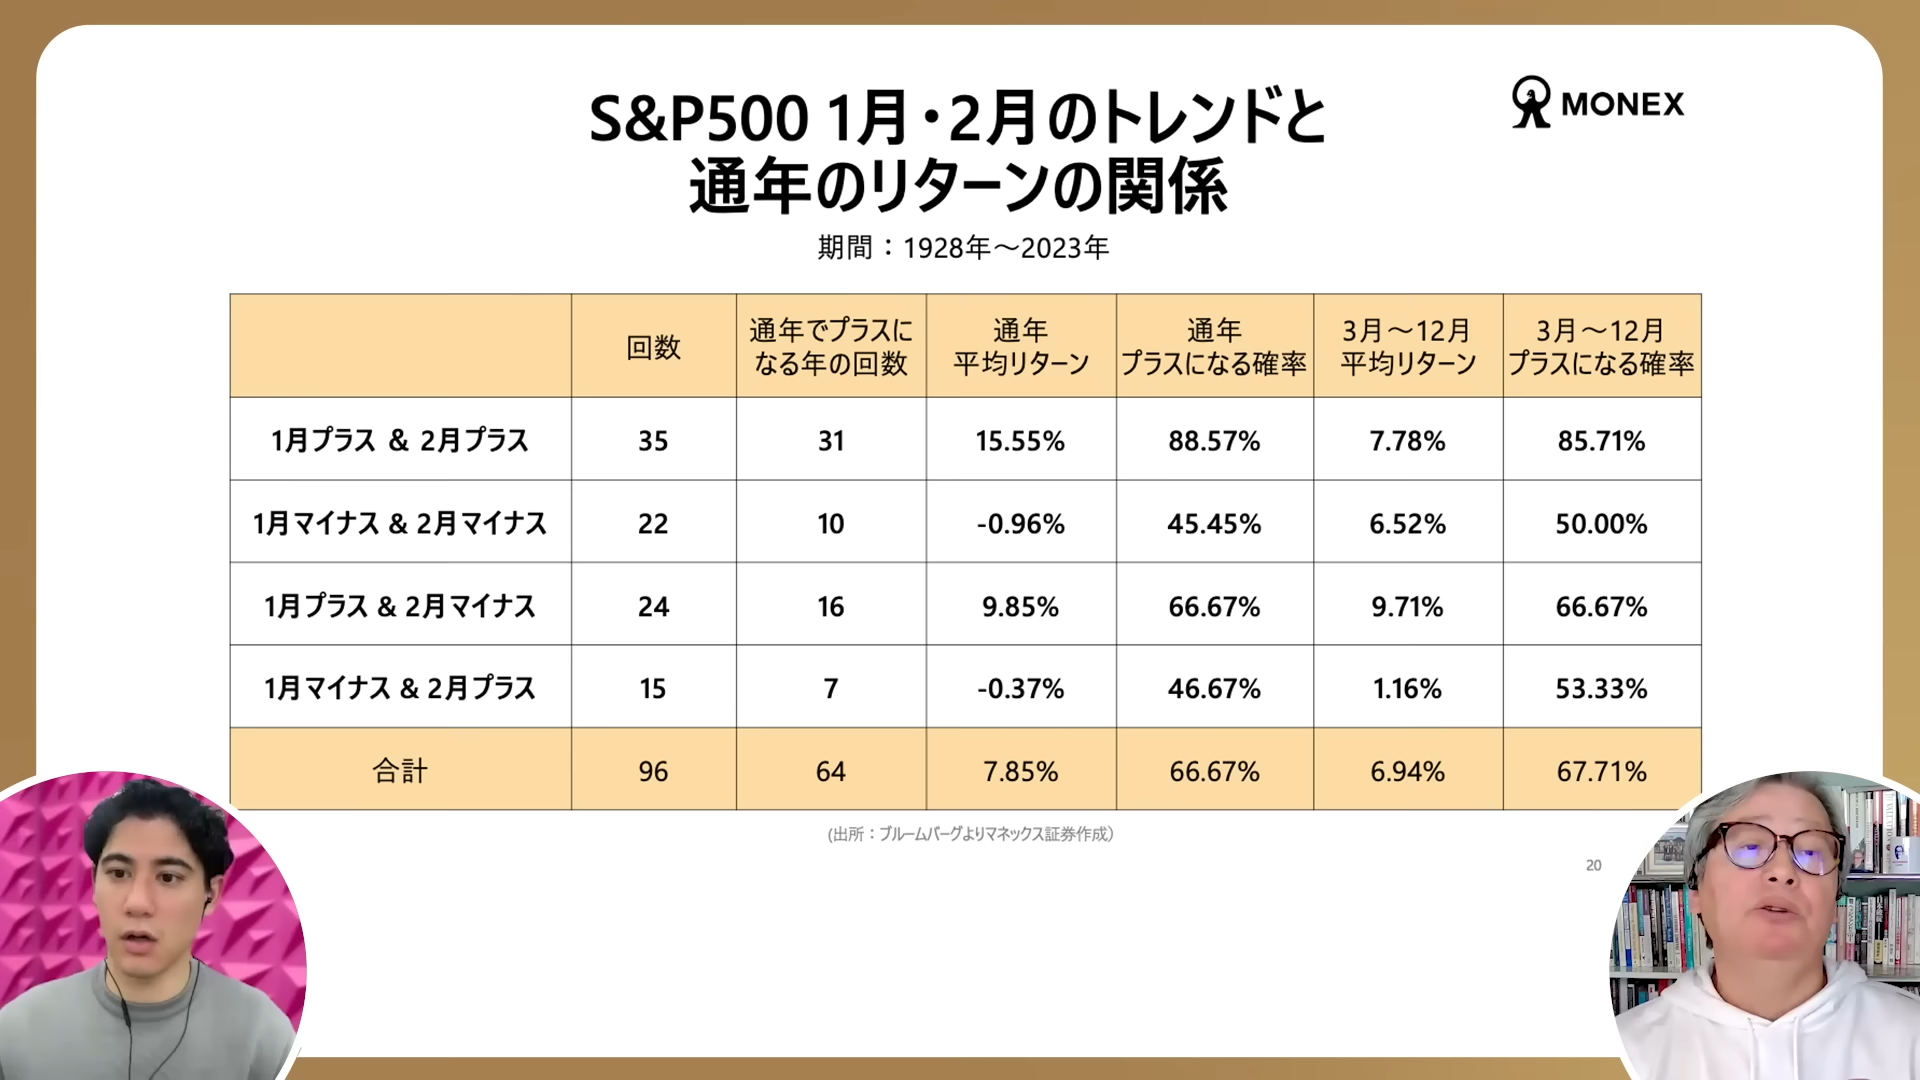 S&P500 1月・2月のトレンドと
通年のリターンの関係
MONEX
期間：1928年～2023年
回数 通年でプラスになる年の回数 通年平均リターン 通年プラスになる確率 3月～12月平均リターン 3月～12月プラスになる確率
1月プラス & 2月プラス 35 31 15.55% 88.57% 7.78% 85.71%
1月マイナス & 2月マイナス 22 10 -0.96% 45.45% 6.52% 50.00%
1月プラス & 2月マイナス 24 16 9.85% 66.67% 9.71% 66.67%
1月マイナス & 2月プラス 15 7 -0.37% 46.67% 1.16% 53.33%
合計 96 64 7.85% 66.67% 6.94% 67.71%
(出所：ブルームバーグよりマネックス証券作成)
20